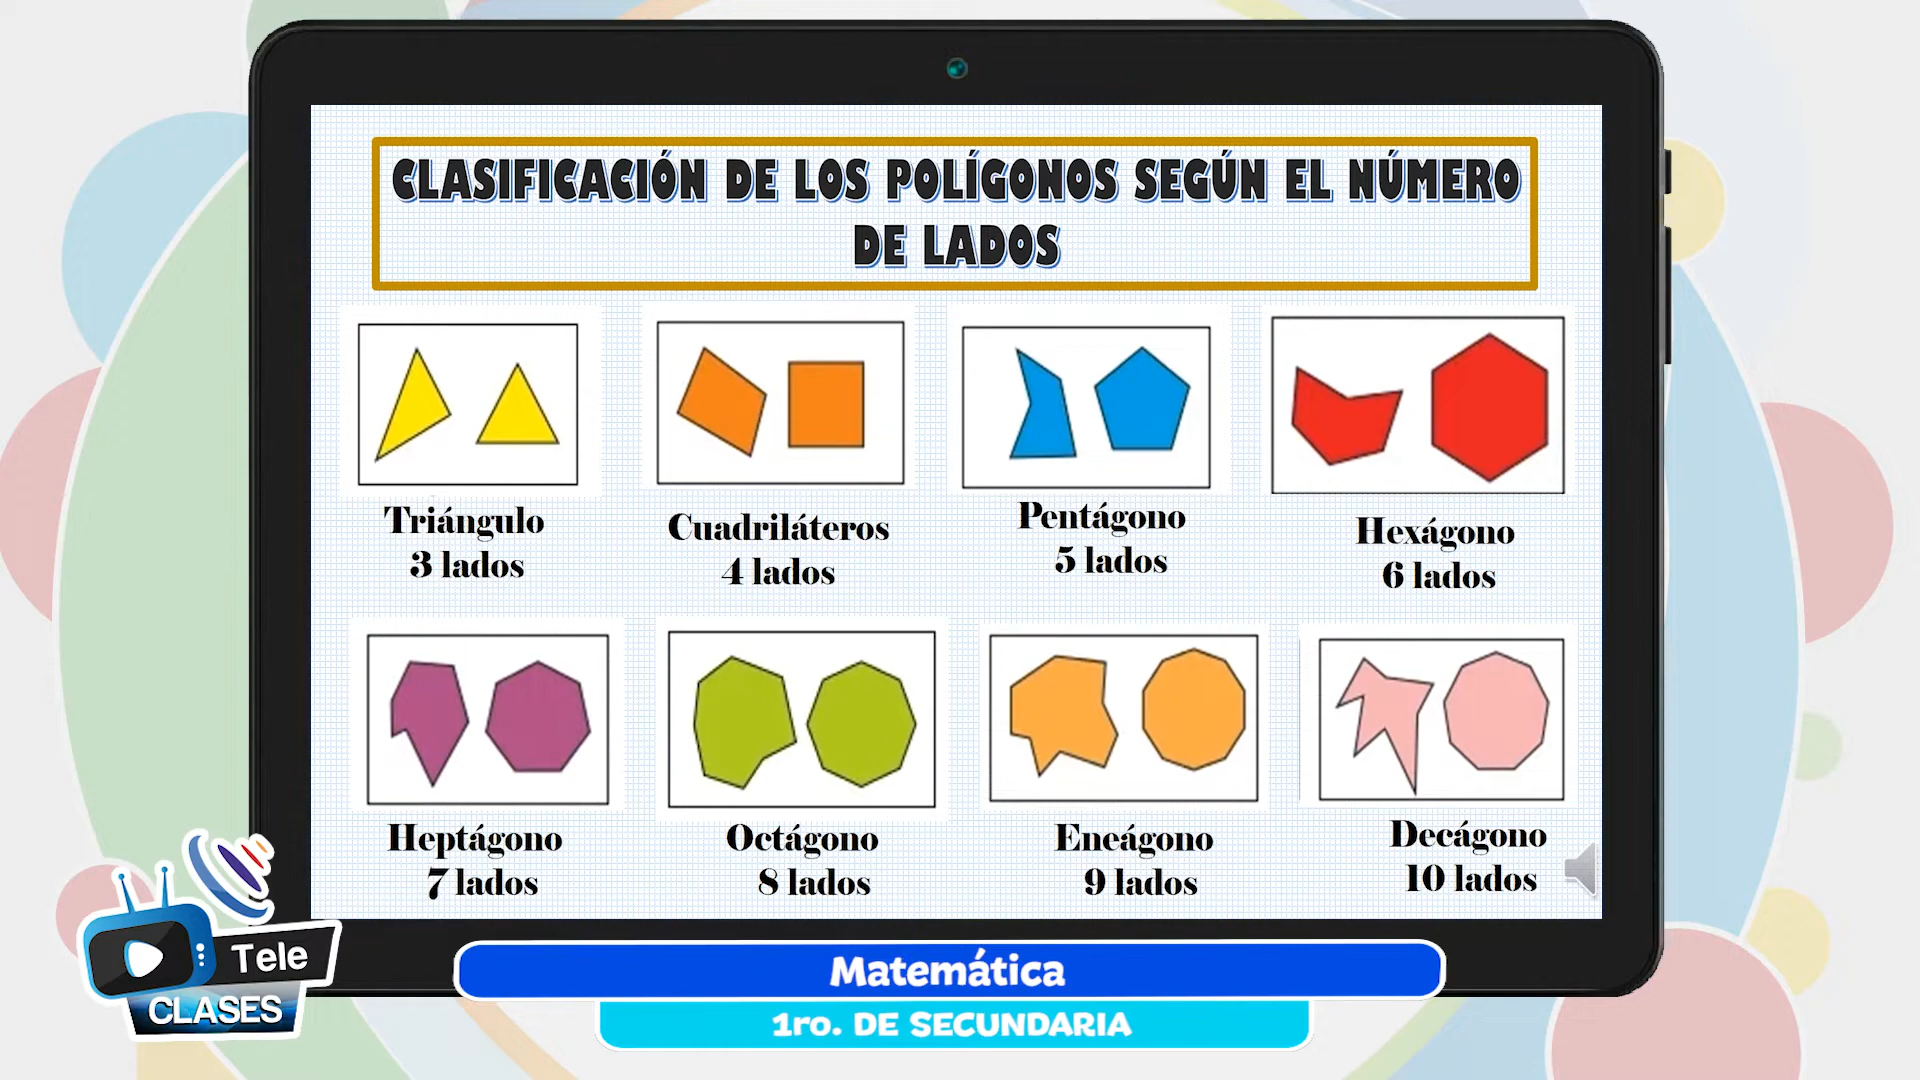 CLASIFICACIÓN DE LOS POLÍGONOS SEGÚN EL NÚMERO
DE LADOS
Triángulo
3 lados
Cuadriláteros
4 lados
Pentágono
5 lados
Hexágono
6 lados
Heptágono
7 lados
Octágono
8 lados
Eneágono
9 lados
Decágono
10 lados
Tele
CLASES
Matemática
1ro. DE SECUNDARIA